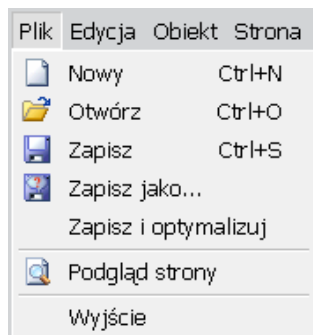 Plik Edycja Obiekt Strona
Nowy Ctrl+N
Otwórz Ctrl+O
Zapisz Ctrl+S
Zapisz jako...
Zapisz i optymalizuj
Podgląd strony
Wyjście